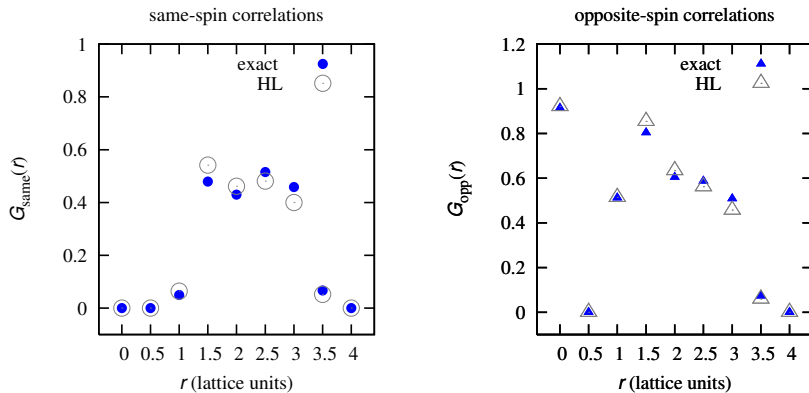 same-spin correlations
1
0.8
0.6
0.4
0.2
0
G_same(r)
exact
HL
0 0.5 1 1.5 2 2.5 3 3.5 4
r (lattice units)
opposite-spin correlations
1.2
1
0.8
0.6
0.4
0.2
0
G_opp(r)
exact
HL
0 0.5 1 1.5 2 2.5 3 3.5 4
r (lattice units)